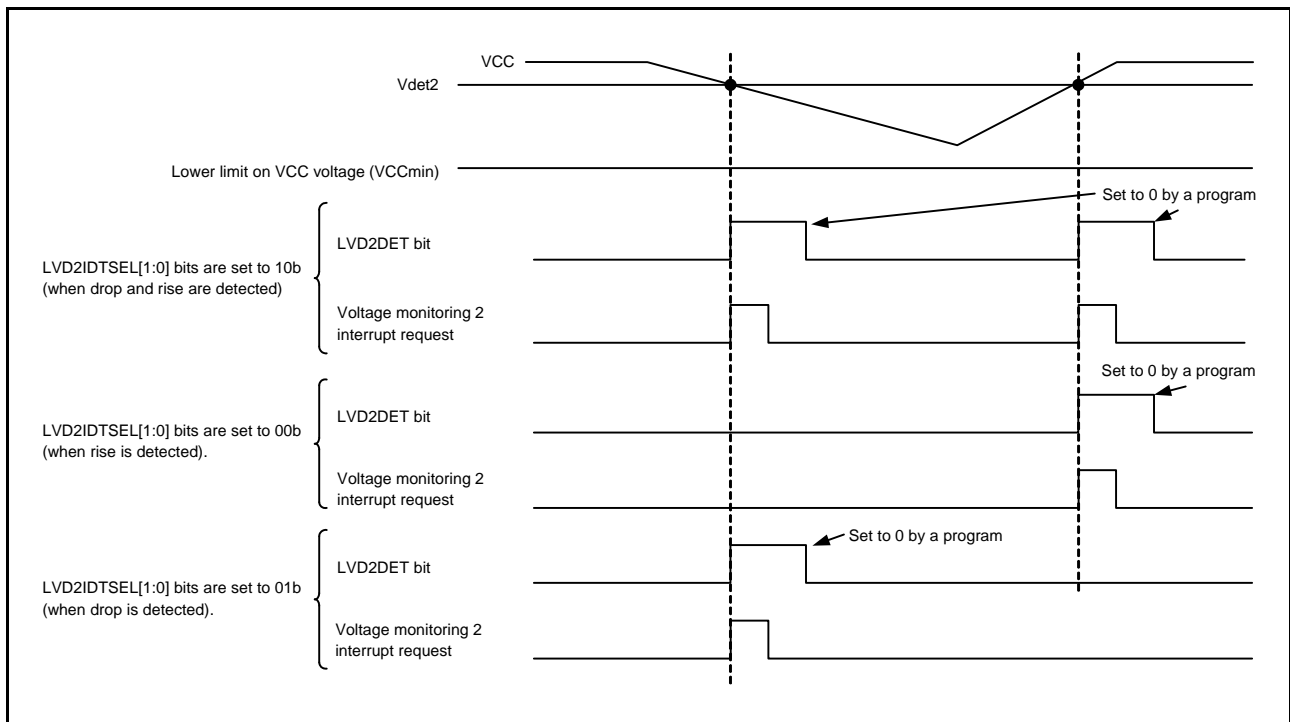 VCC
Vdet2
Lower limit on VCC voltage (VCCmin)
Set to 0 by a program
LVD2DET bit
LVD2IDTSEL[1:0] bits are set to 10b
(when drop and rise are detected)
Voltage monitoring 2
interrupt request
Set to 0 by a program
LVD2DET bit
LVD2IDTSEL[1:0] bits are set to 00b
(when rise is detected).
Voltage monitoring 2
interrupt request
Set to 0 by a program
LVD2DET bit
LVD2IDTSEL[1:0] bits are set to 01b
(when drop is detected).
Voltage monitoring 2
interrupt request